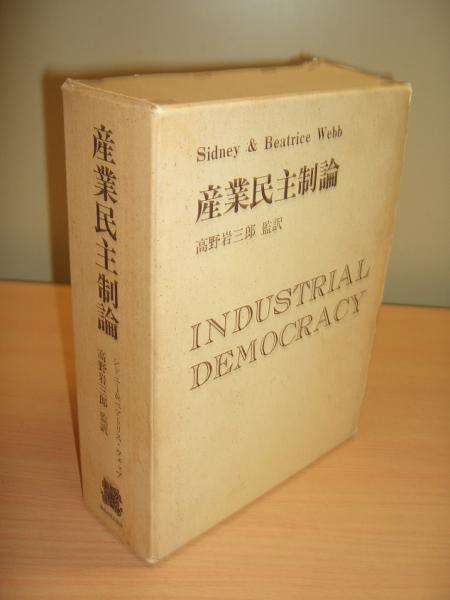 Sidney & Beatrice Webb
産業民主制論
高野岩三郎 監訳
INDUSTRIAL
DEMOCRACY
産業民主制論
シドニー&ベアトリス・ウェッブ
高野岩三郎 監訳